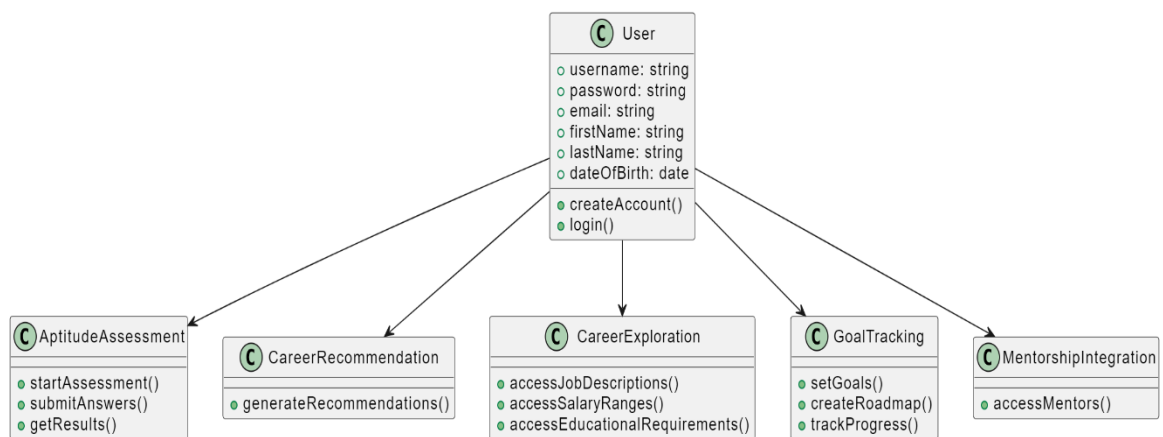 C User
username: string
password: string
email: string
firstName: string
lastName: string
dateOfBirth: date
createAccount()
login()
C AptitudeAssessment
startAssessment()
submitAnswers()
getResults()
C CareerRecommendation
generateRecommendations()
C CareerExploration
accessJobDescriptions()
accessSalaryRanges()
accessEducationalRequirements()
C GoalTracking
setGoals()
createRoadmap()
trackProgress()
C MentorshipIntegration
accessMentors()